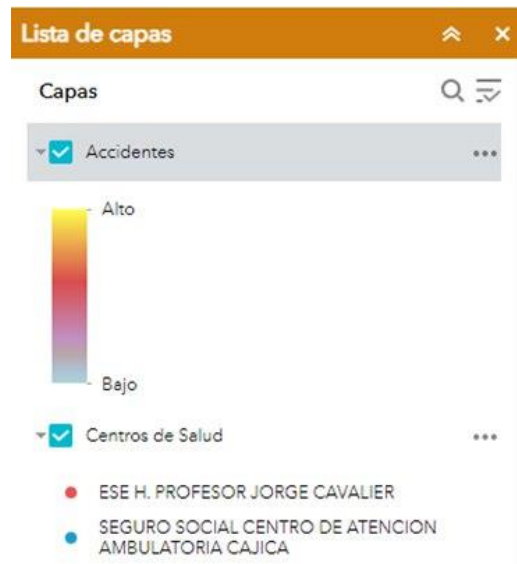 Lista de capas
Capas
Accidentes
Alto
Bajo
Centros de Salud
ESE H. PROFESOR JORGE CAVALIER
SEGURO SOCIAL CENTRO DE ATENCION
AMBULATORIA CAJICA